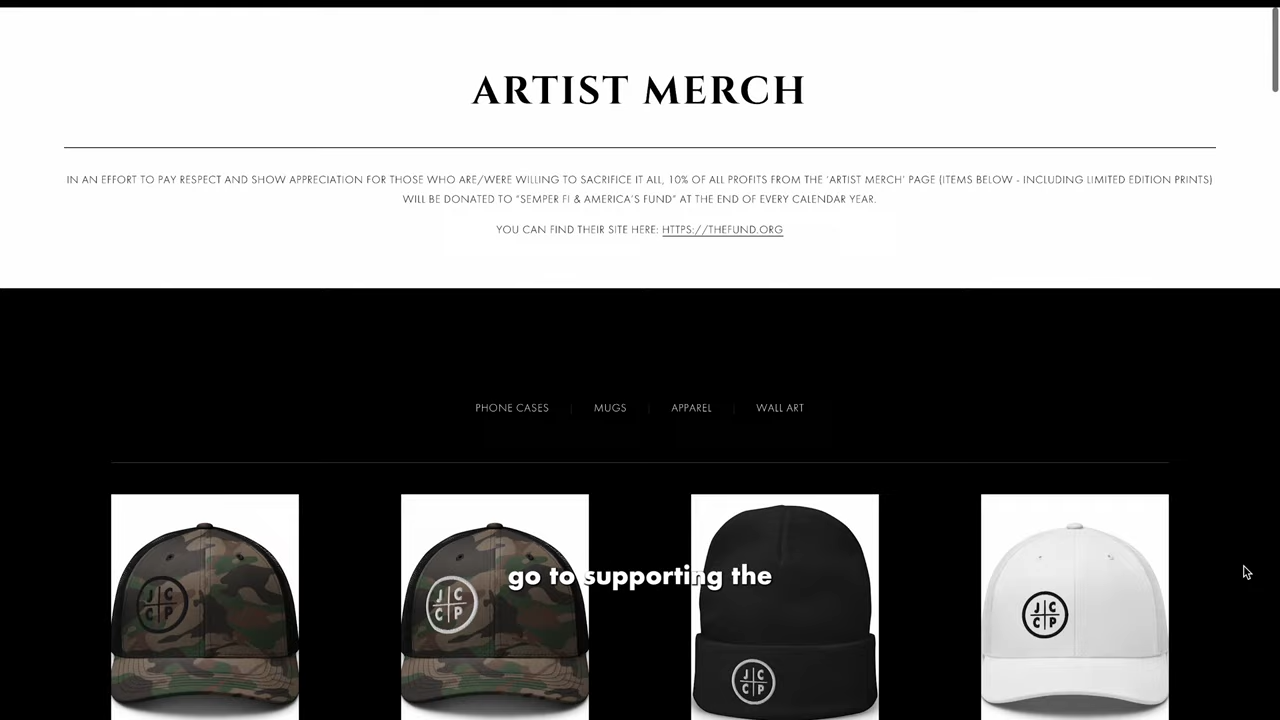 ARTIST MERCH
IN AN EFFORT TO PAY RESPECT AND SHOW APPRECIATION FOR THOSE WHO ARE/WERE WILLING TO SACRIFICE IT ALL, 10% OF ALL PROFITS FROM THE 'ARTIST MERCH' PAGE (ITEMS BELOW - INCLUDING LIMITED EDITION PRINTS)
WILL BE DONATED TO "SEMPER FI & AMERICA'S FUND" AT THE END OF EVERY CALENDAR YEAR.
YOU CAN FIND THEIR SITE HERE: HTTPS://THEFUND.ORG
PHONE CASES | MUGS | APPAREL | WALL ART
go to supporting the
J C
C P
J C
C P
J C
C P
J C
C P